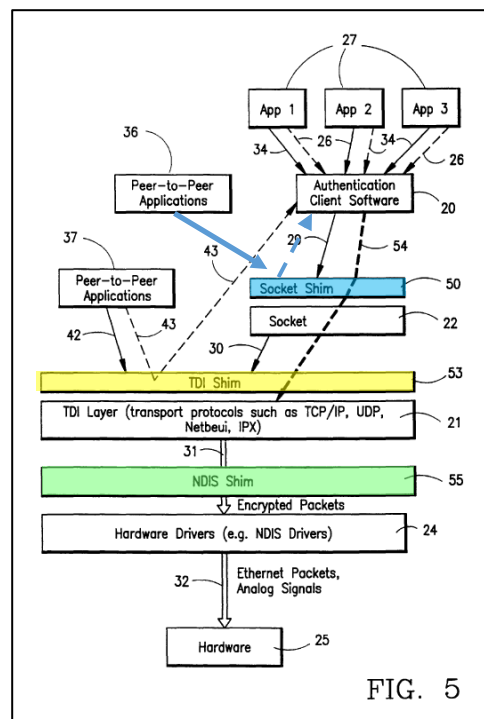 27
App 1
App 2
App 3
36
34
26
34
26
Peer-to-Peer
Applications
Authentication
Client Software
20
37
43
29
54
Peer-to-Peer
Applications
43
Socket Shim
50
42
Socket
22
30
TDI Shim
53
TDI Layer (transport protocols such as TCP/IP, UDP,
Netbeui, IPX)
21
31
NDIS Shim
55
Encrypted Packets
Hardware Drivers (e.g. NDIS Drivers)
24
32
Ethernet Packets,
Analog Signals
Hardware
25
FIG. 5